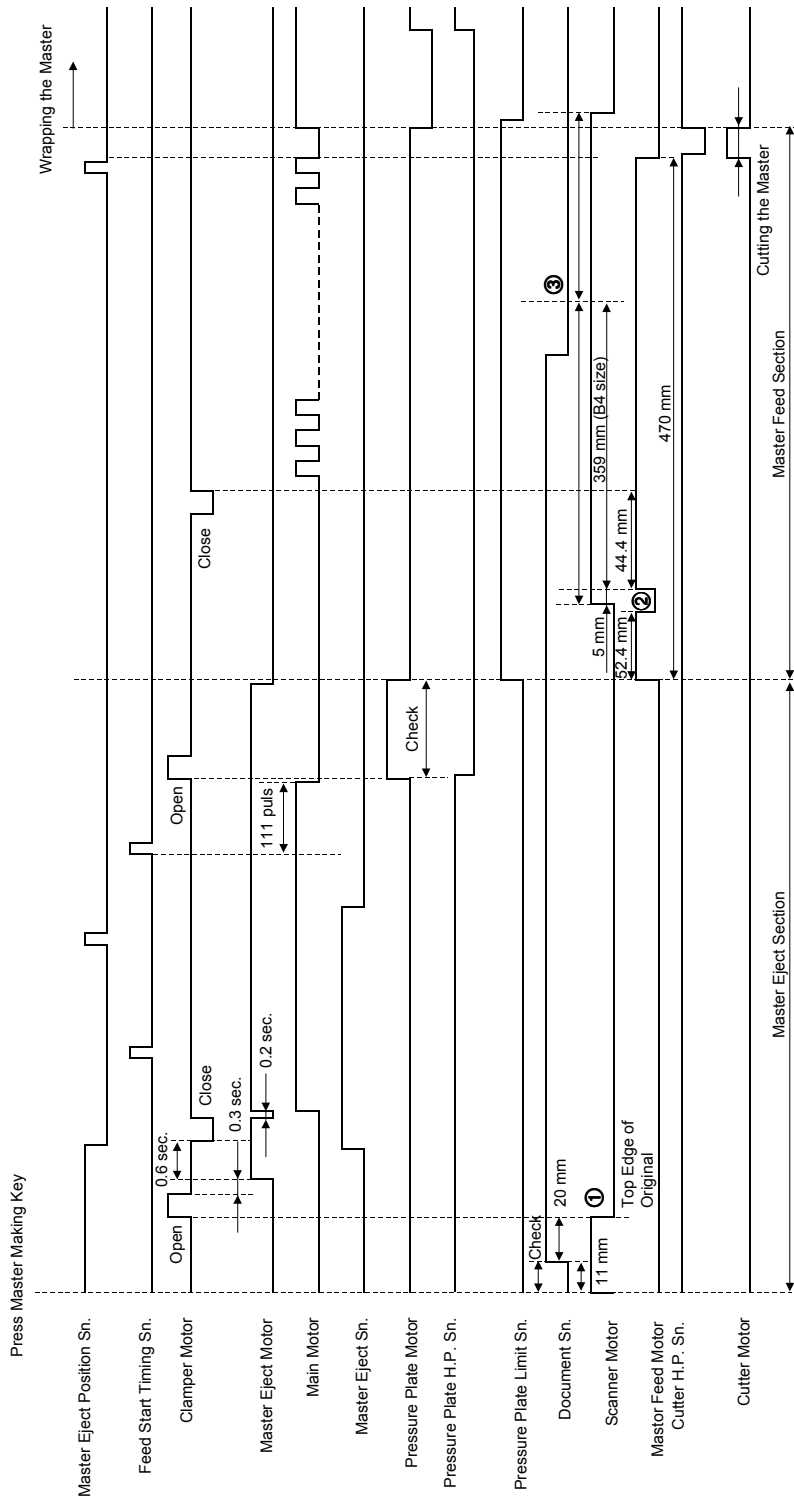 Press Master Making Key
Wrapping the Master
Master Eject Position Sn.
Feed Start Timing Sn.
Clamper Motor
Open
0.6 sec.
Close
Open
Close
0.3 sec.
0.2 sec.
Master Eject Motor
111 puls
Main Motor
Master Eject Sn.
Pressure Plate Motor
Check
Pressure Plate H.P. Sn.
Pressure Plate Limit Sn.
Check
20 mm
③
Document Sn.
11 mm
①
Top Edge of
Original
5 mm
359 mm (B4 size)
Scanner Motor
52.4 mm
②
44.4 mm
Mastor Feed Motor
470 mm
Cutter H.P. Sn.
Cutter Motor
Cutting the Master
Master Eject Section
Master Feed Section